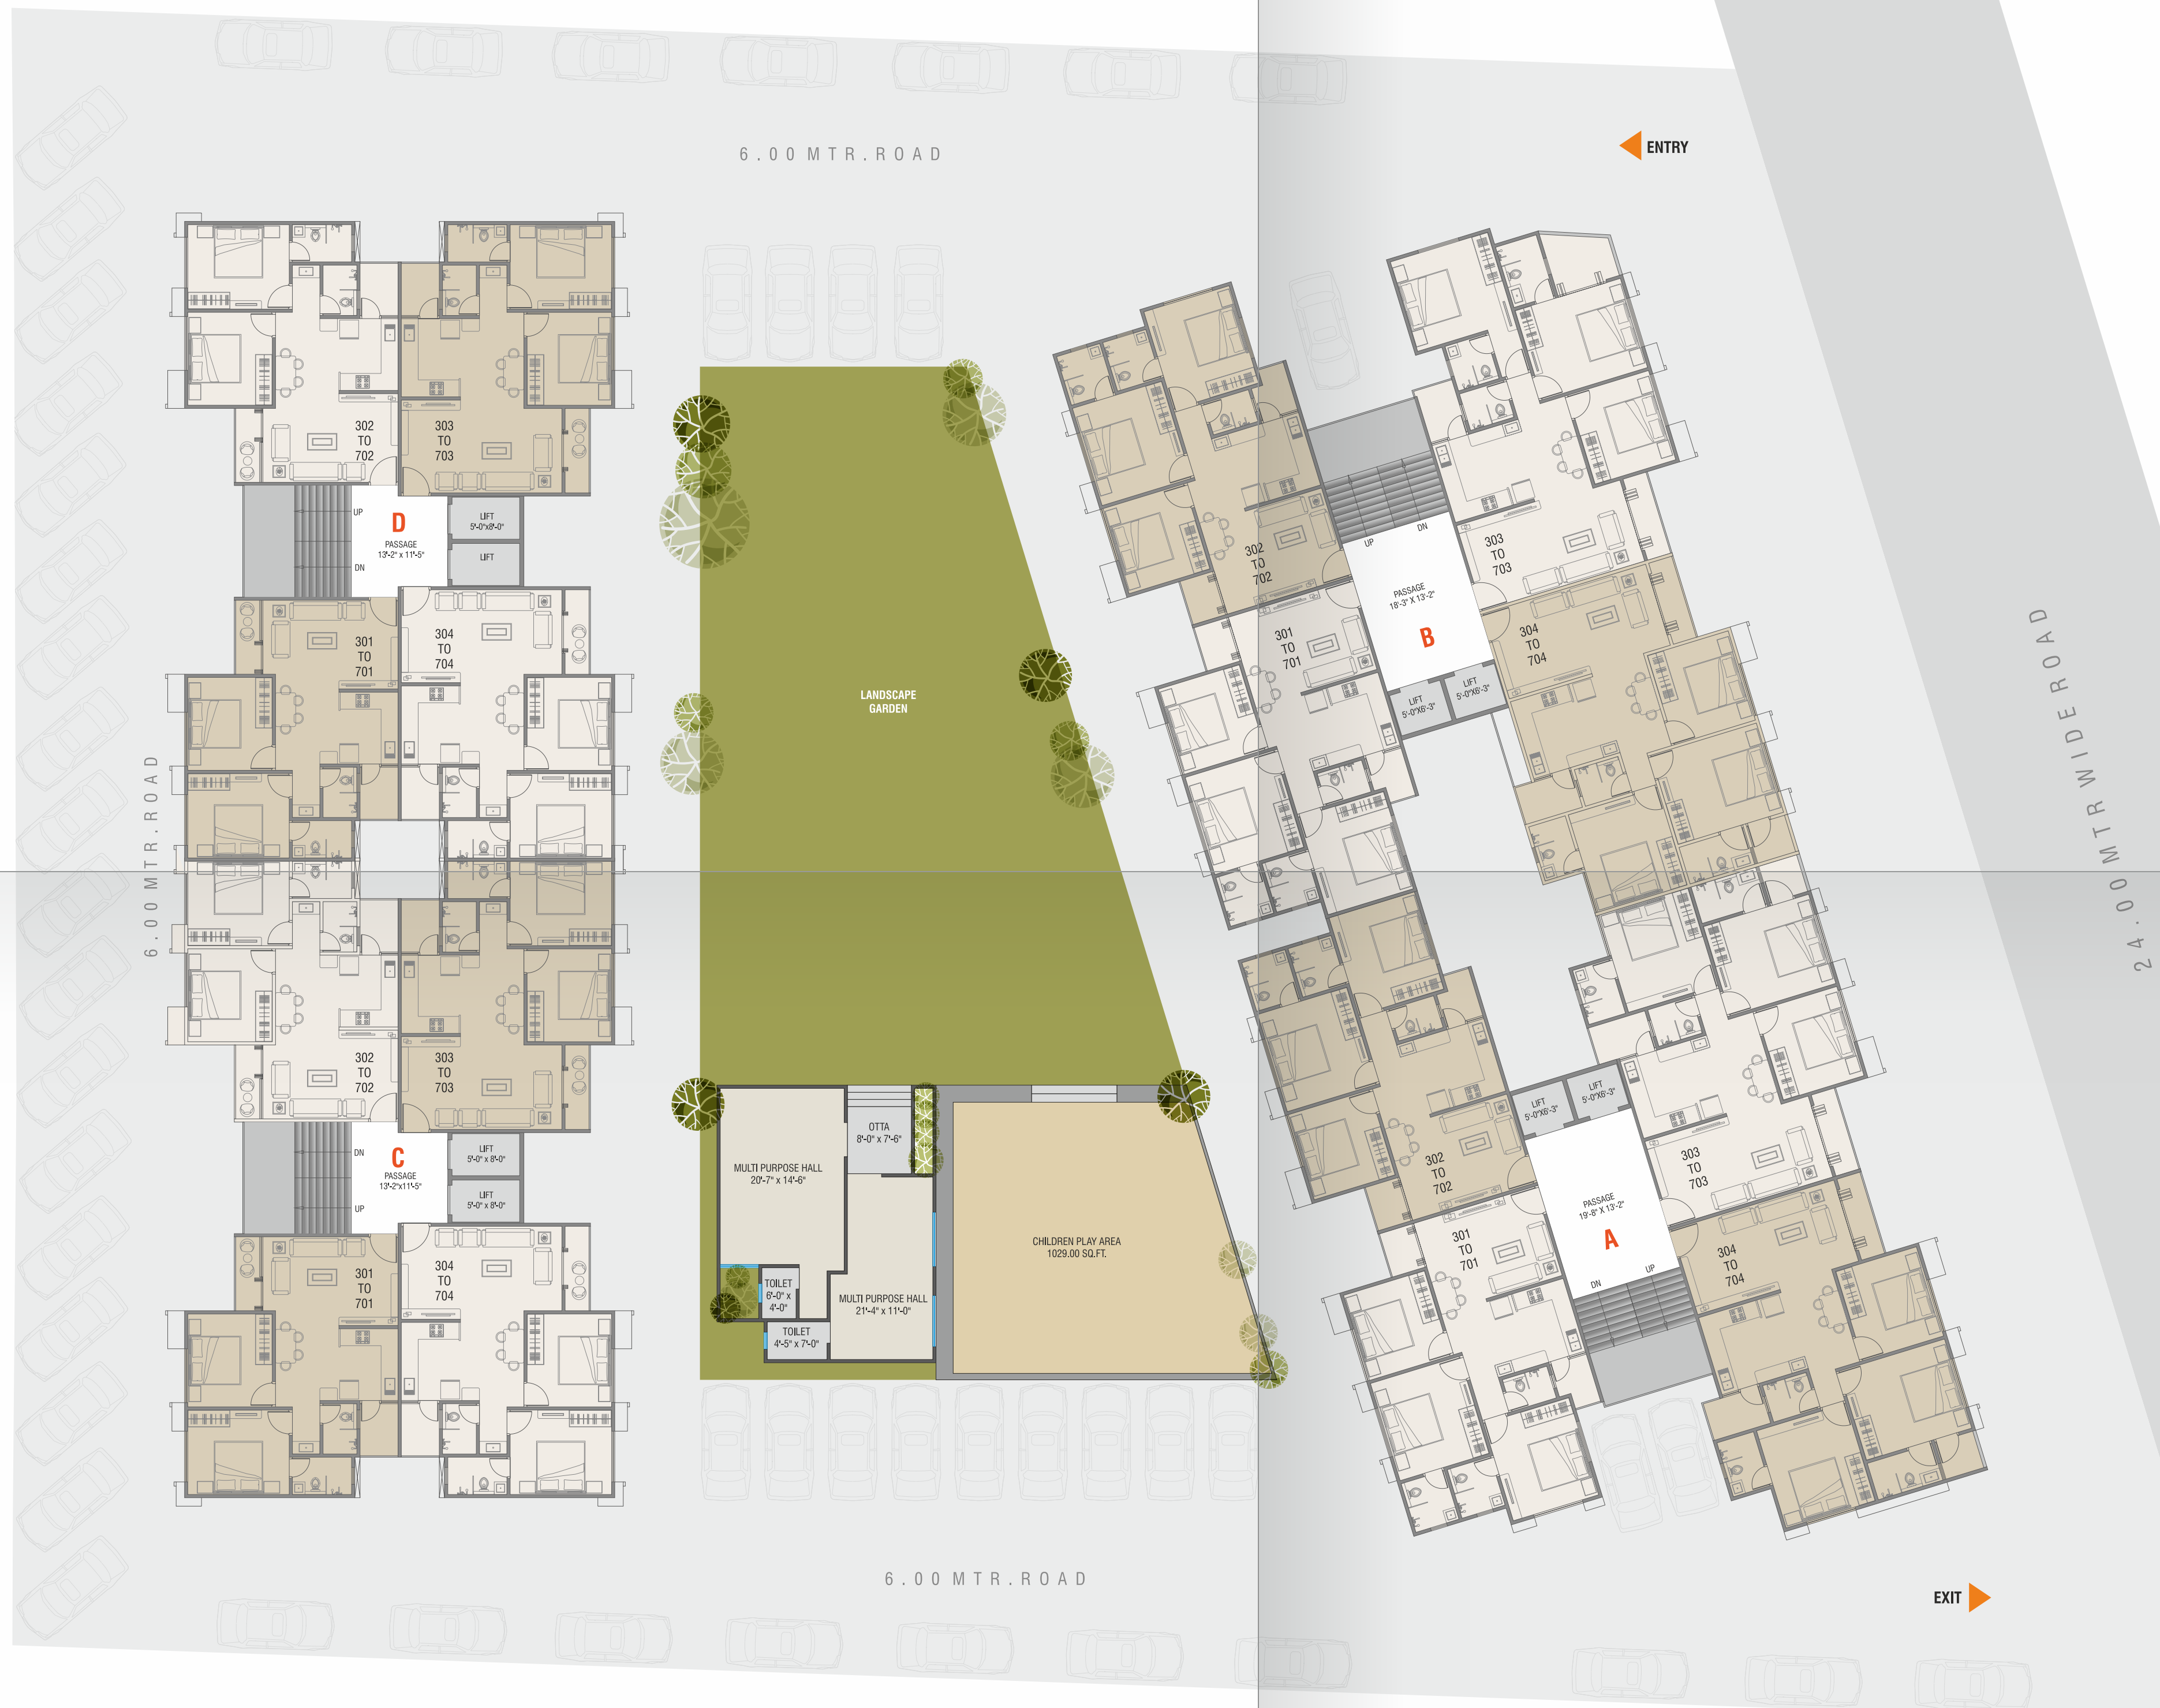 6.00 MTR.ROAD
ENTRY
302
TO
702
303
TO
703
UP
D
PASSAGE
13'-2" x 11'-5"
DN
LIFT
5'-0"x8'-0"
LIFT
301
TO
701
304
TO
704
6.00 MTR.ROAD
302
TO
702
303
TO
703
DN
C
PASSAGE
13'-2"x11'-5"
UP
LIFT
5'-0" x 8'-0"
LIFT
5'-0" x 8'-0"
301
TO
701
304
TO
704
LANDSCAPE
GARDEN
OTTA
8'-0" x 7'-6"
MULTI PURPOSE HALL
20'-7" x 14'-6"
TOILET
6'-0" x
4'-0"
MULTI PURPOSE HALL
21'-4" x 11'-0"
TOILET
4'-5" x 7'-0"
CHILDREN PLAY AREA
1029.00 SQ.FT.
302
TO
702
303
TO
703
UP
DN
PASSAGE
18'-3" X 13'-2"
B
301
TO
701
304
TO
704
LIFT
5'-0"X6'-3"
LIFT
5'-0"X6'-3"
24.00 MTR WIDE ROAD
LIFT
5'-0"X6'-3"
LIFT
5'-0"X6'-3"
302
TO
702
303
TO
703
PASSAGE
19'-8" X 13'-2"
A
301
TO
701
304
TO
704
DN
UP
6.00 MTR.ROAD
EXIT